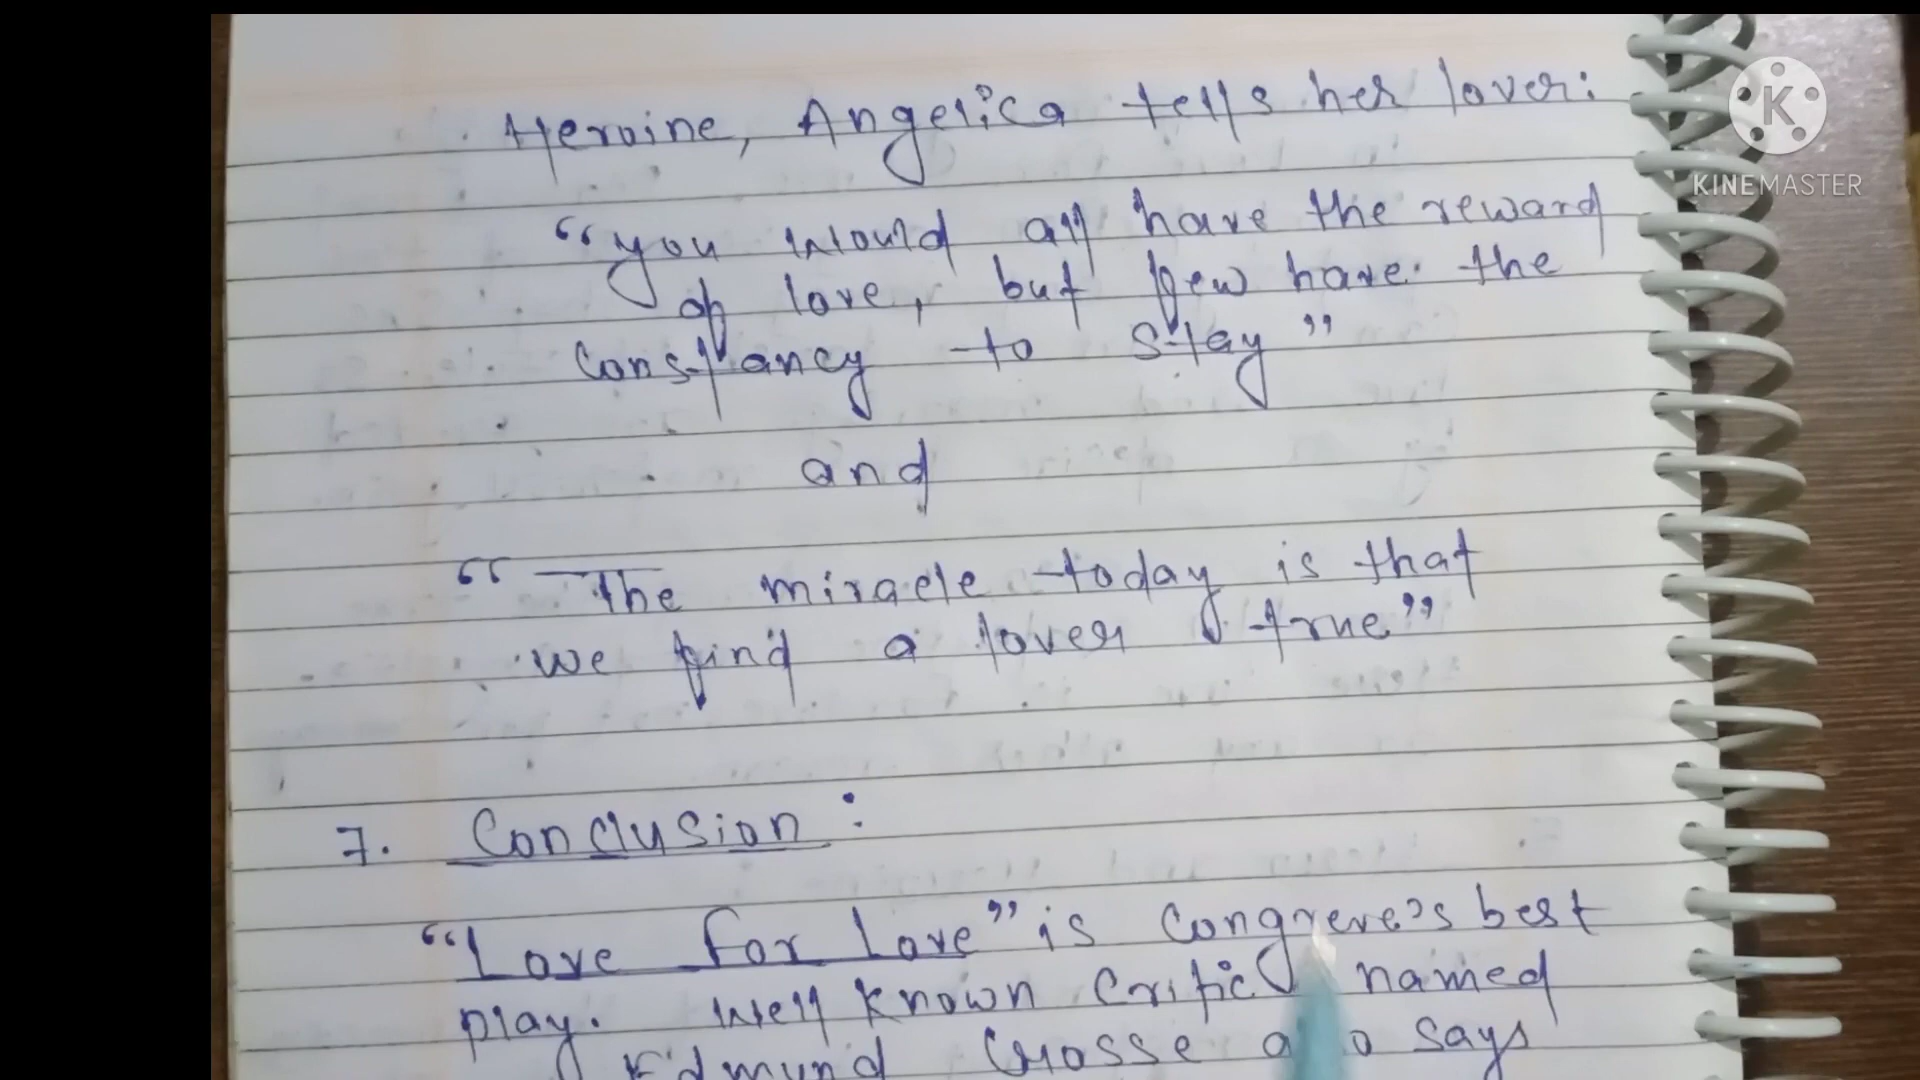 Heroine, Angelica tells her lover:
“you would all have the reward
of love, but few have the
Constancy to stay”
and
“ — The miracle today is that
we find a lover true”
7. Conclusion:
“Love For Love” is Congreve's best
play. Well known Critic named
Edmund Gosse says
K
KINEMASTER